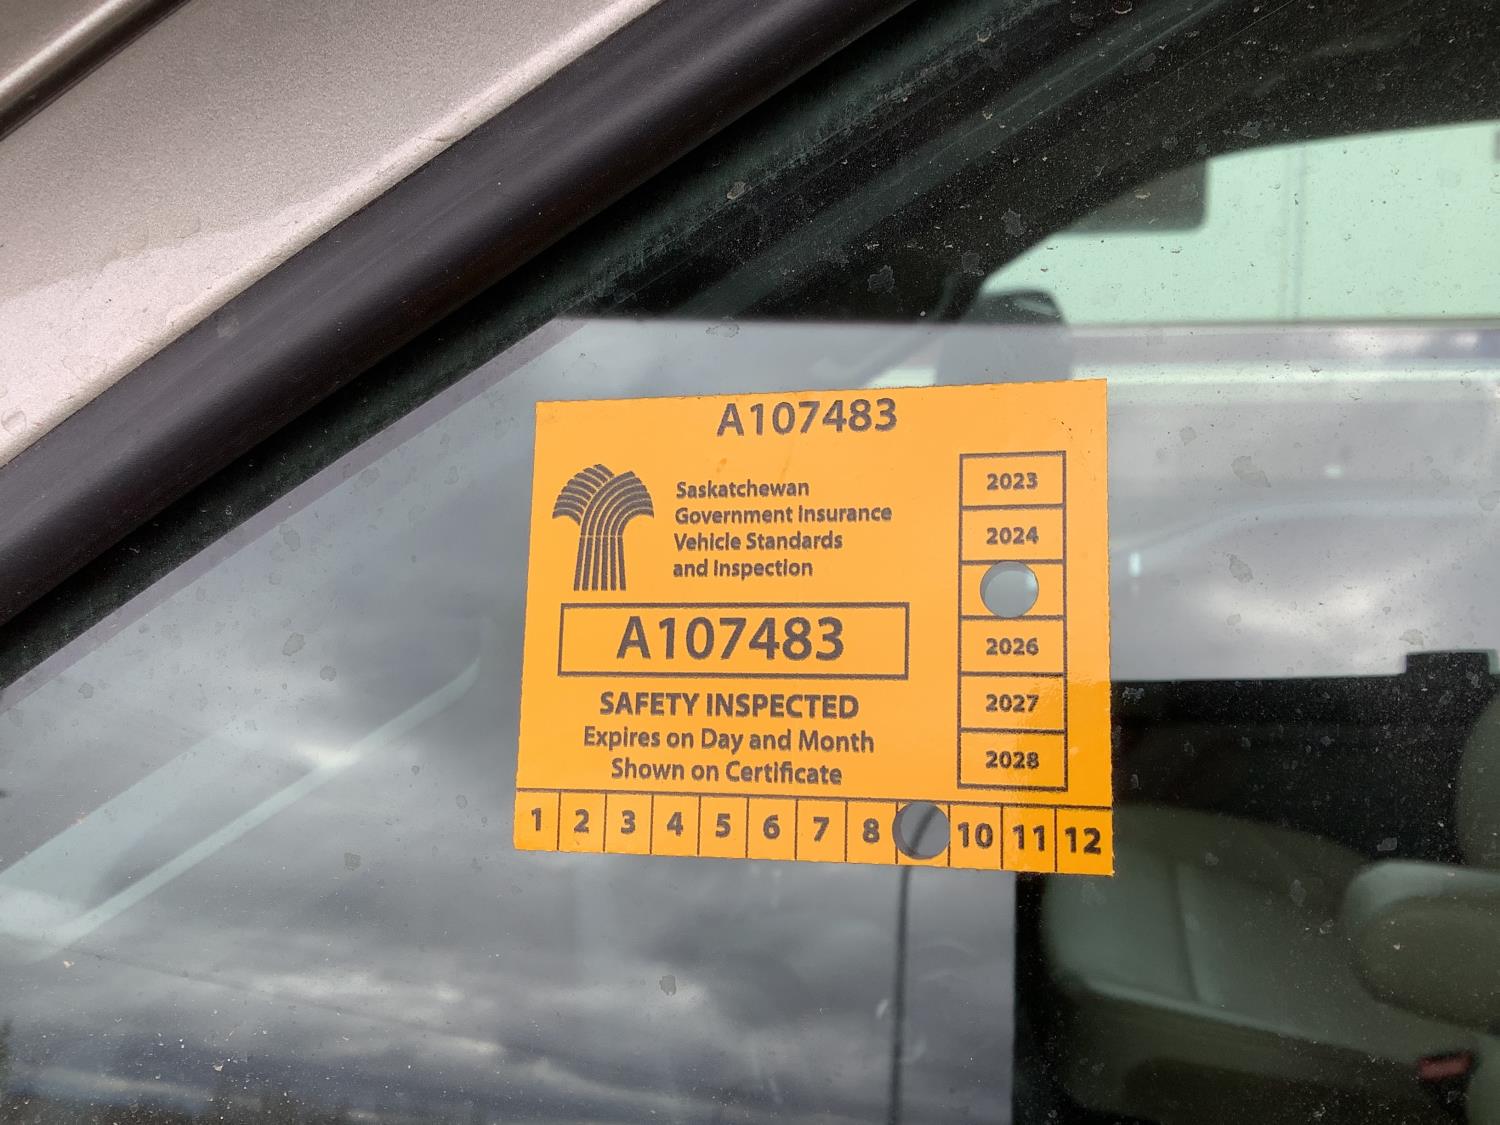 A107483
Saskatchewan
Government Insurance
Vehicle Standards
and Inspection
A107483
SAFETY INSPECTED
Expires on Day and Month
Shown on Certificate
2023
2024
2026
2027
2028
1 2 3 4 5 6 7 8 10 11 12